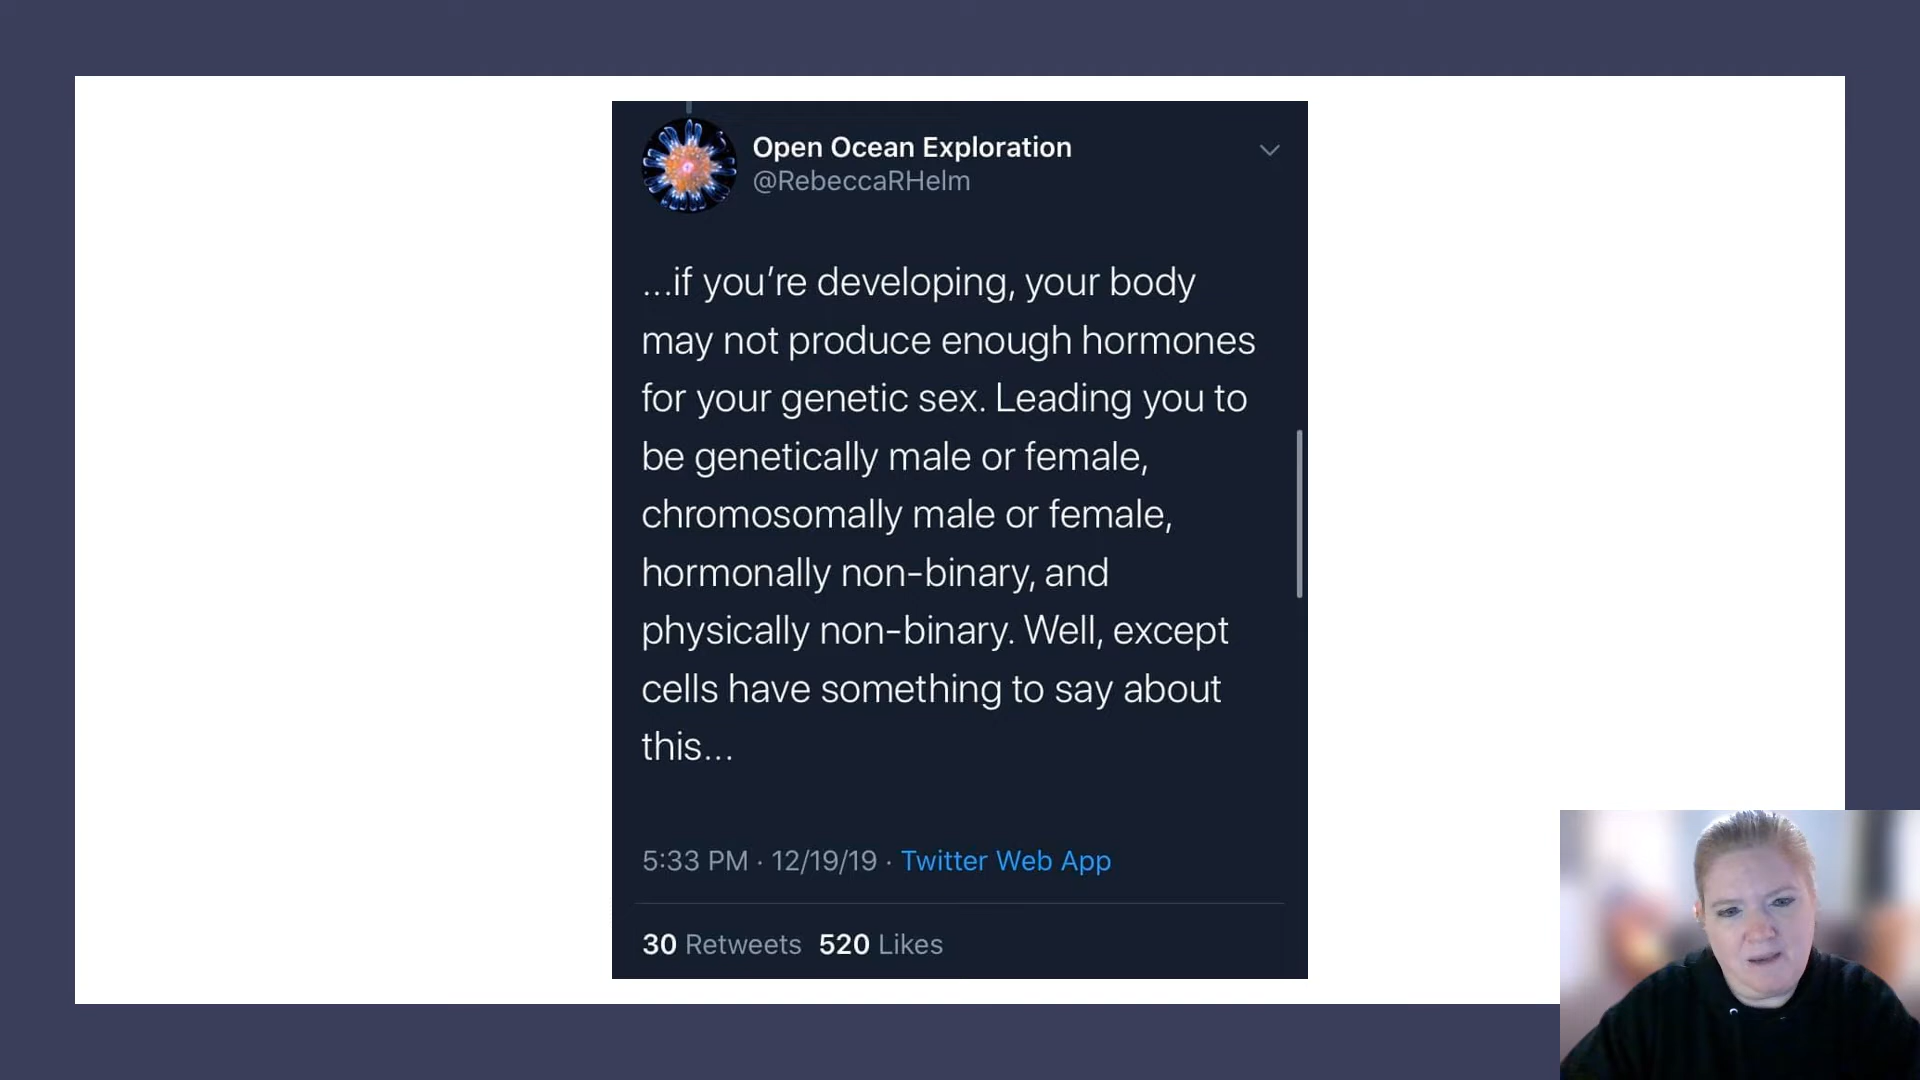 Open Ocean Exploration
@RebeccaRHelm
...if you’re developing, your body
may not produce enough hormones
for your genetic sex. Leading you to
be genetically male or female,
chromosomally male or female,
hormonally non-binary, and
physically non-binary. Well, except
cells have something to say about
this...
5:33 PM · 12/19/19 · Twitter Web App
30 Retweets 520 Likes